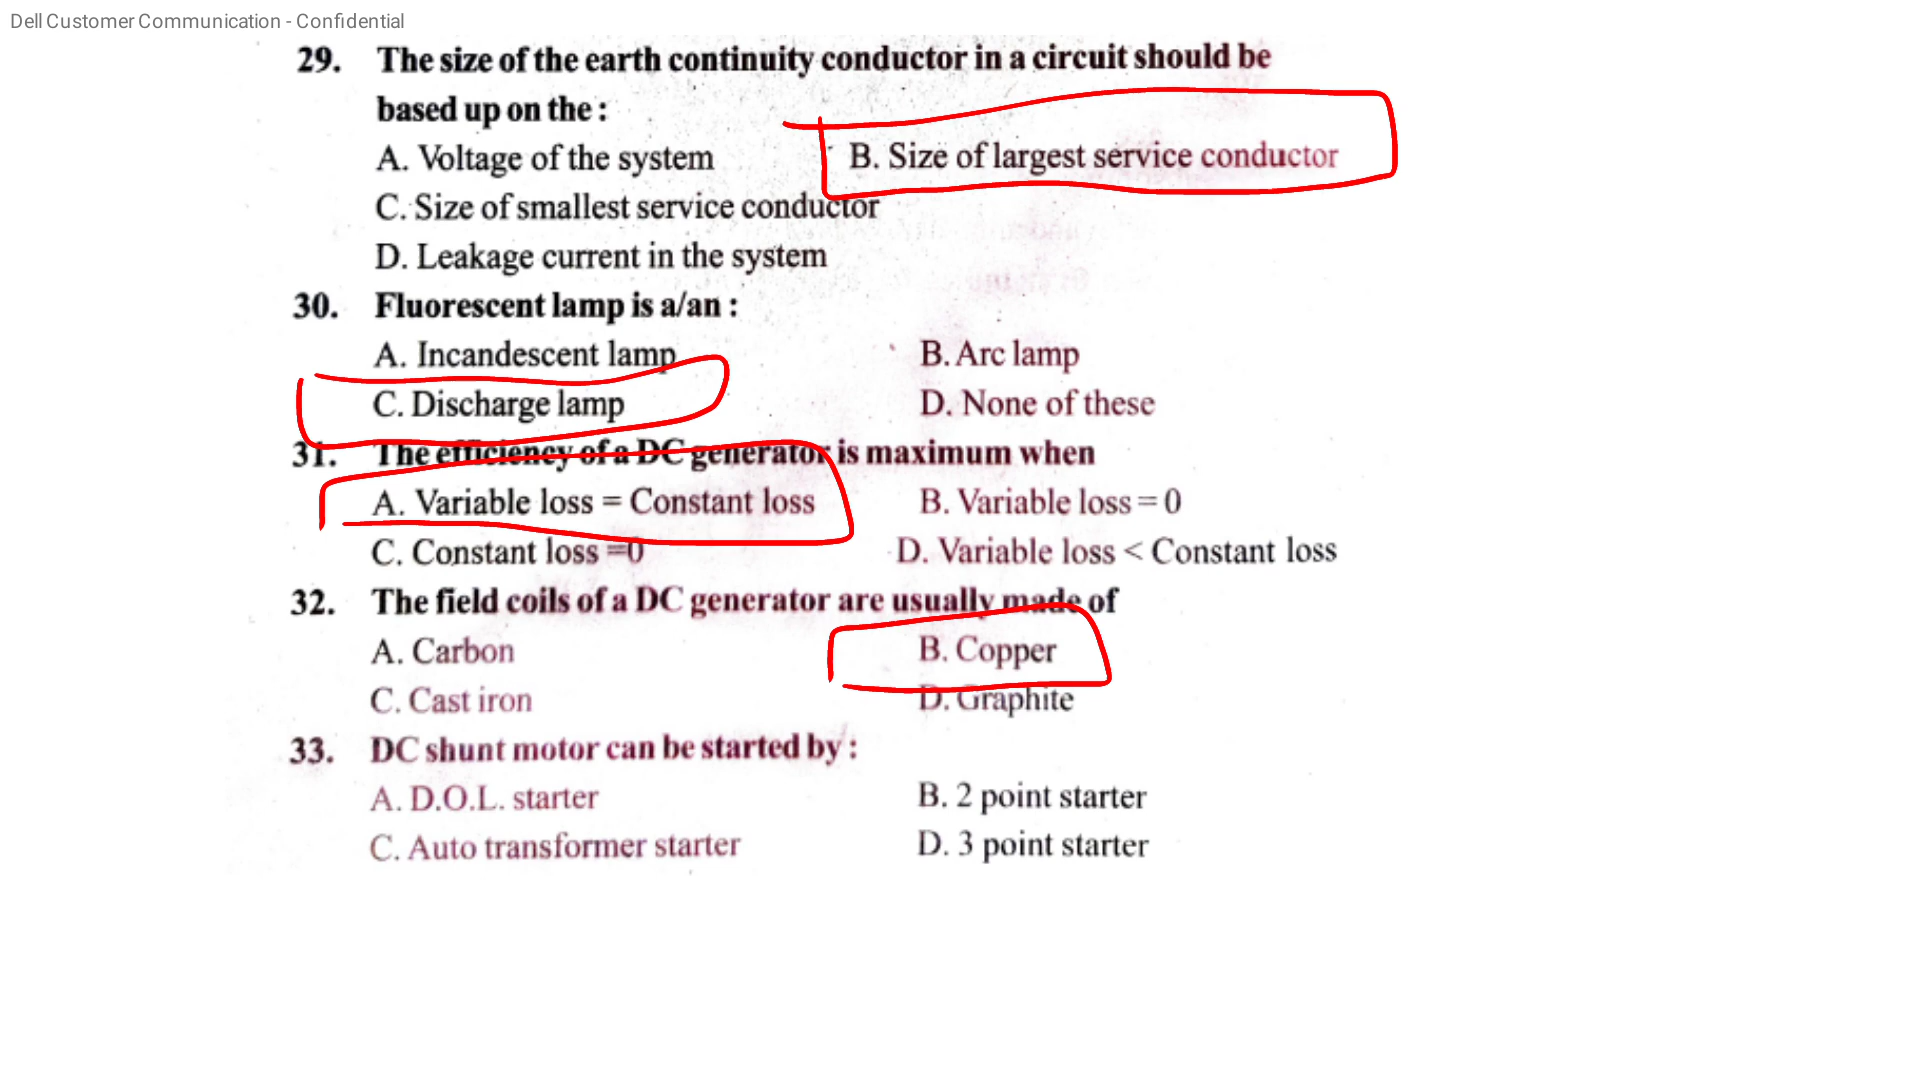 Dell Customer Communication - Confidential
29. The size of the earth continuity conductor in a circuit should be
based up on the :
A. Voltage of the system B. Size of largest service conductor
C. Size of smallest service conductor
D. Leakage current in the system
30. Fluorescent lamp is a/an :
A. Incandescent lamp B. Arc lamp
C. Discharge lamp D. None of these
31. The efficiency of a DC generator is maximum when
A. Variable loss = Constant loss B. Variable loss = 0
C. Constant loss =0 D. Variable loss < Constant loss
32. The field coils of a DC generator are usually made of
A. Carbon B. Copper
C. Cast iron D. Graphite
33. DC shunt motor can be started by :
A. D.O.L. starter B. 2 point starter
C. Auto transformer starter D. 3 point starter